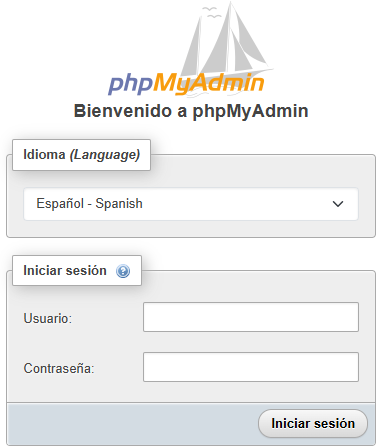 phpMyAdmin
Bienvenido a phpMyAdmin
Idioma (Language)
Español - Spanish
Iniciar sesión
Usuario:
Contraseña:
Iniciar sesión